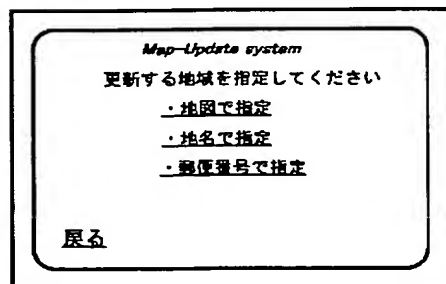 Map-Update system
更新する地域を指定してください
・地図で指定
・地名で指定
・郵便番号で指定
戻る